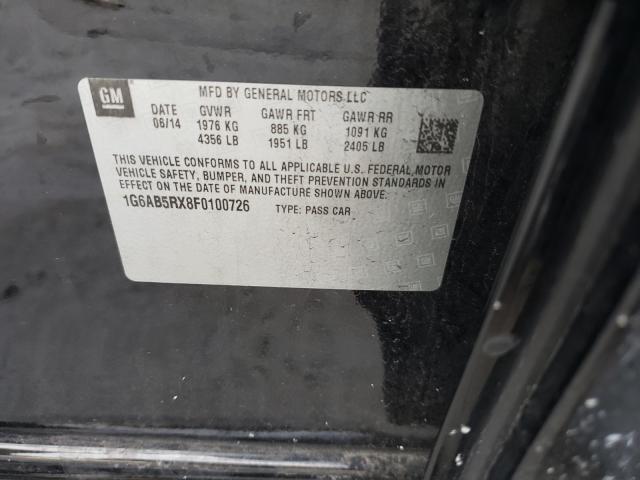 GM
MFD BY GENERAL MOTORS LLC
DATE GVWR GAWR FRT GAWR RR
06/14 1976 KG 885 KG 1091 KG
4356 LB 1951 LB 2405 LB
THIS VEHICLE CONFORMS TO ALL APPLICABLE U.S. FEDERAL MOTOR
VEHICLE SAFETY, BUMPER, AND THEFT PREVENTION STANDARDS IN
EFFECT ON THE DATE OF MANUFACTURE SHOWN ABOVE.
1G6AB5RX8F0100726 TYPE: PASS CAR